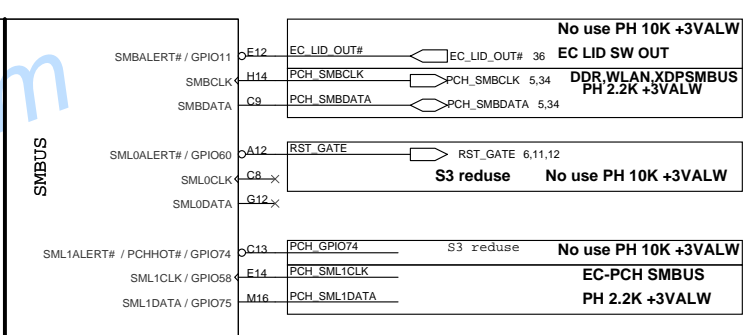 No use PH 10K +3VALW
SMBALERT# / GPIO11 E12 EC_LID_OUT# EC_LID_OUT# 36 EC LID SW OUT
SMBCLK H14 PCH_SMBCLK PCH_SMBCLK 5,34 DDR,WLAN,XDPSMBUS
PH 2.2K +3VALW
SMBDATA C9 PCH_SMBDATA PCH_SMBDATA 5,34
SMBUS
SML0ALERT# / GPIO60 A12 RST_GATE RST_GATE 6,11,12
SML0CLK C8 S3 reduse No use PH 10K +3VALW
SML0DATA G12
SML1ALERT# / PCHHOT# / GPIO74 C13 PCH_GPIO74 S3 reduse No use PH 10K +3VALW
SML1CLK / GPIO58 E14 PCH_SML1CLK EC-PCH SMBUS
SML1DATA / GPIO75 M16 PCH_SML1DATA PH 2.2K +3VALW